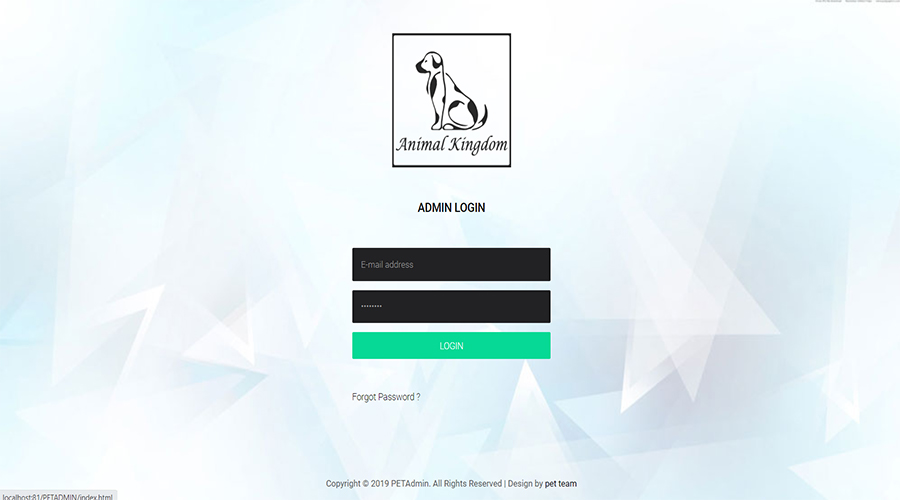 Animal Kingdom
ADMIN LOGIN
E-mail address
LOGIN
Forgot Password ?
Copyright © 2019 PETAdmin. All Rights Reserved | Design by pet team
localhost:81/PETADMIN/index.html